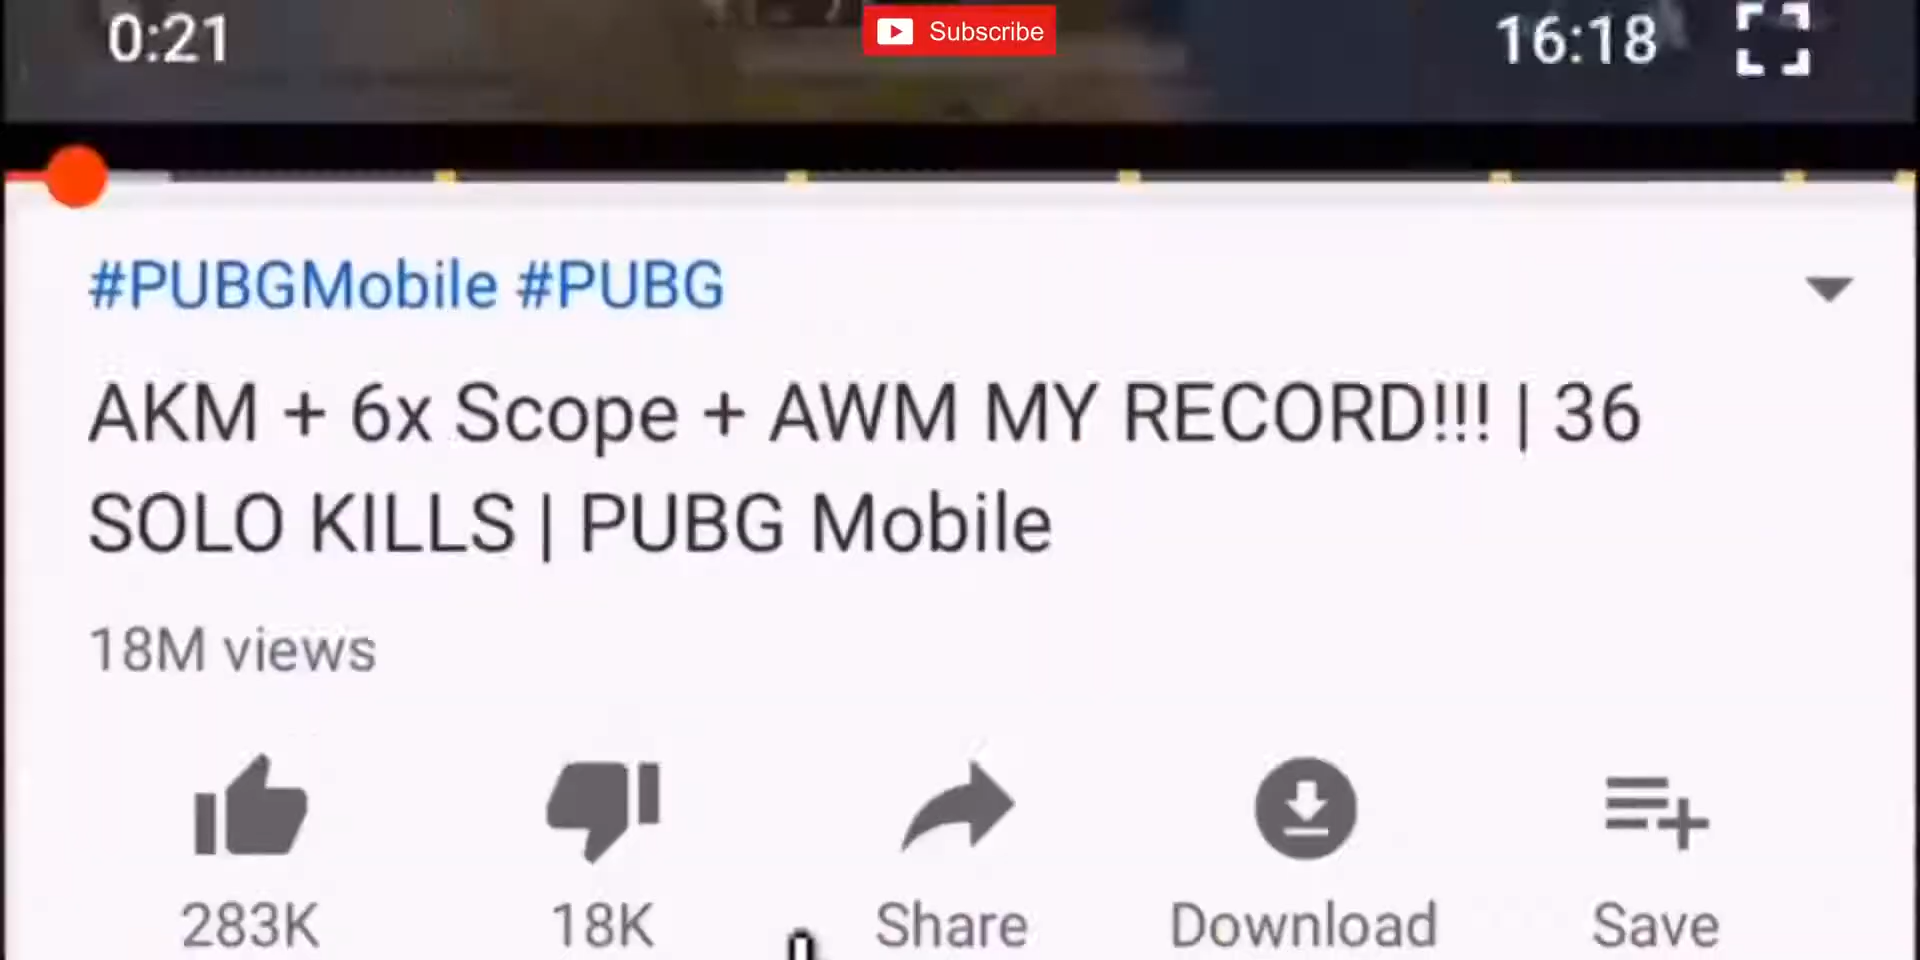 0:21
Subscribe
16:18
#PUBGMobile #PUBG
AKM + 6x Scope + AWM MY RECORD!!! | 36
SOLO KILLS | PUBG Mobile
18M views
283K
18K
Share
Download
Save